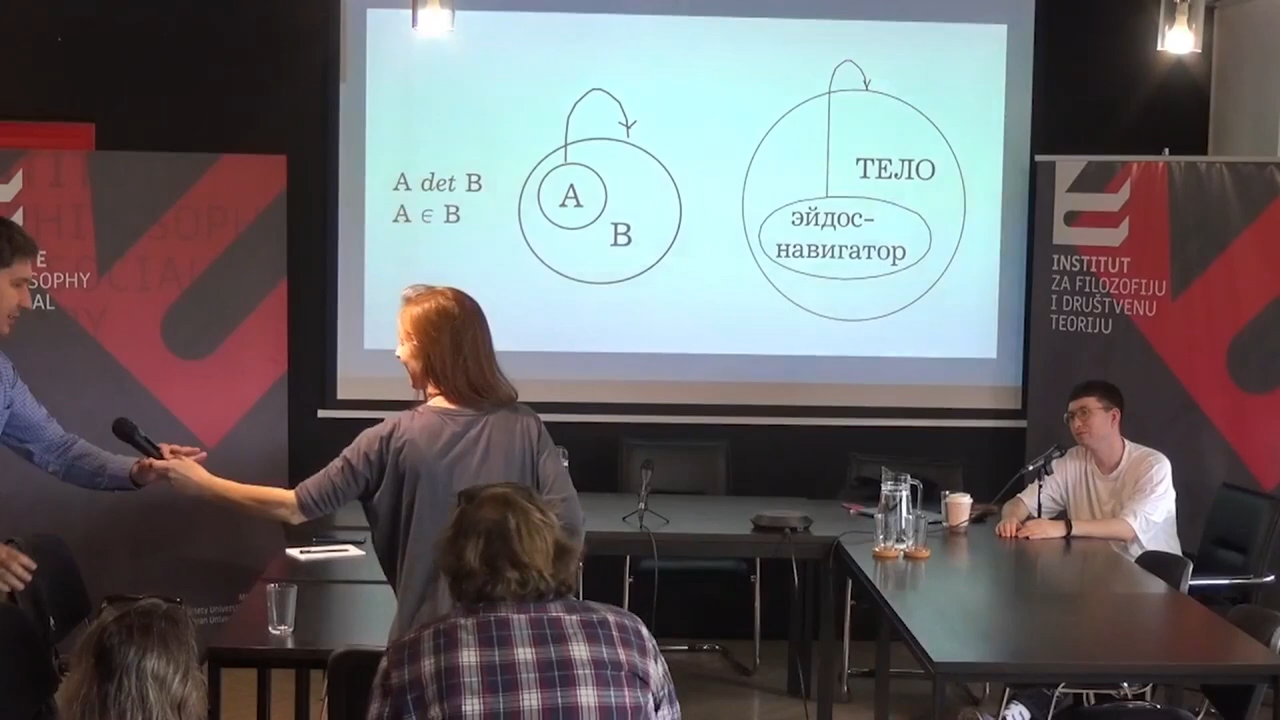 A det B
A ∈ B
A
B
ТЕЛО
эйдос-
навигатор
INSTITUT
ZA FILOZOFIJU
I DRUŠTVENU
TEORIJU